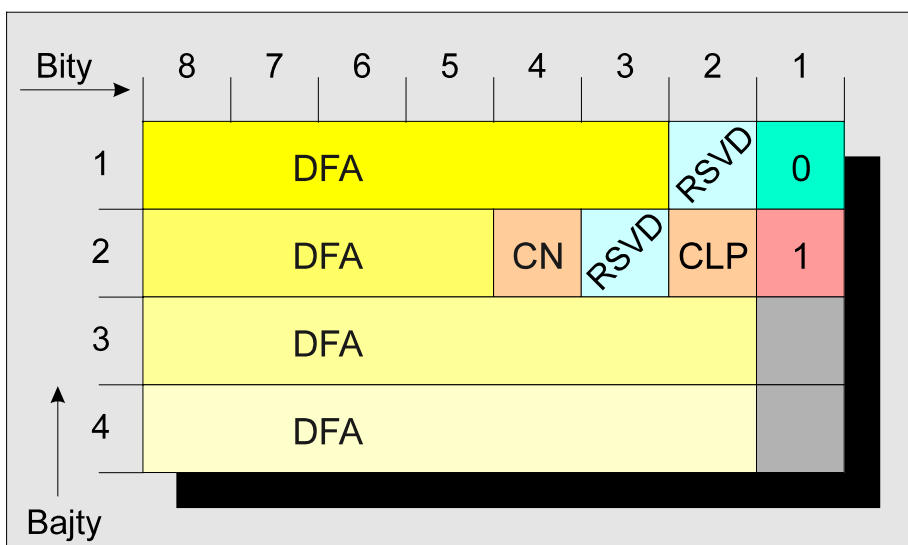 Bity 8 7 6 5 4 3 2 1
1 DFA RSVD 0
2 DFA CN RSVD CLP 1
3 DFA
4 DFA
Bajty